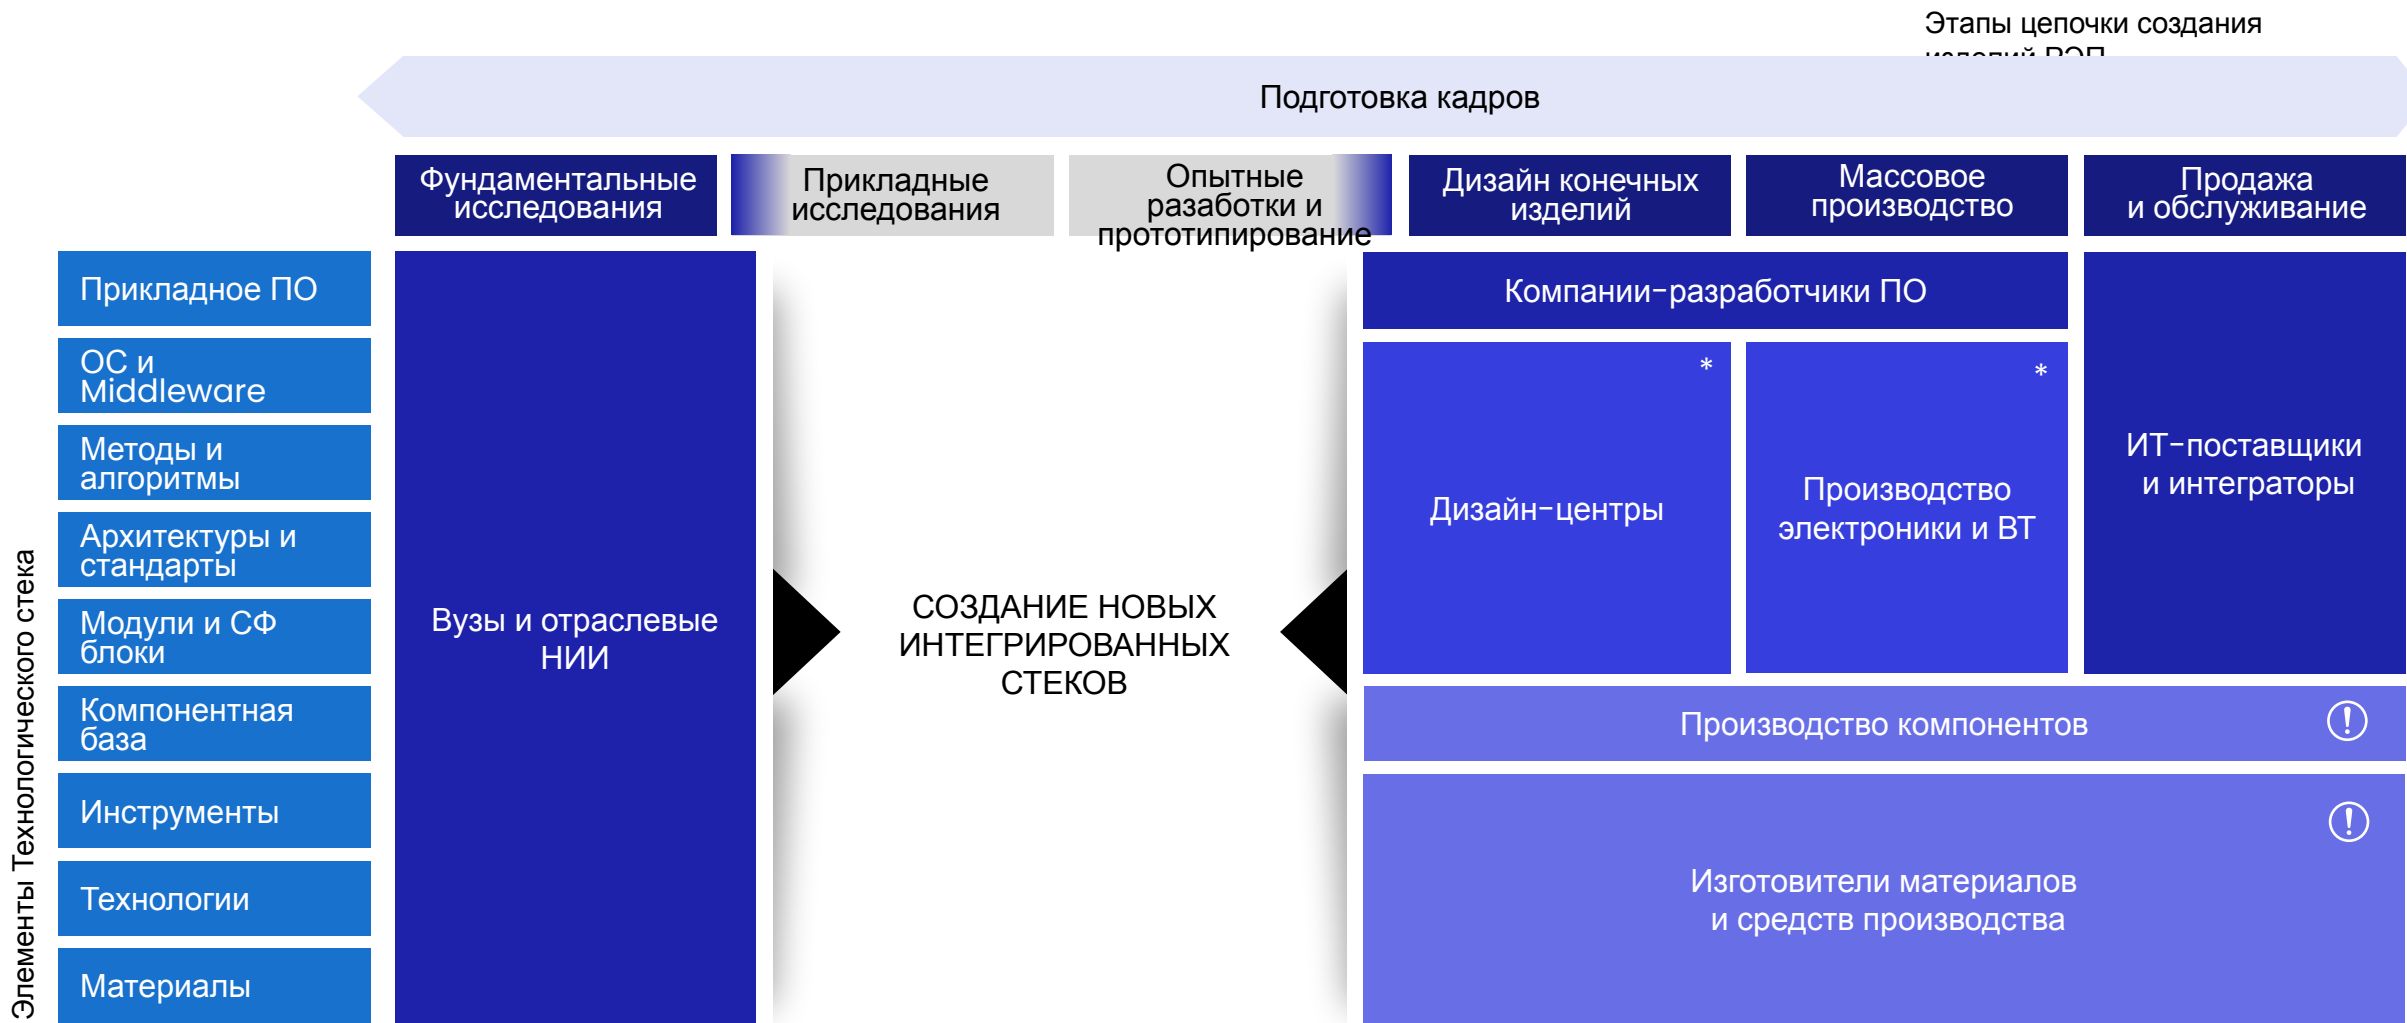 Этапы цепочки создания
изделий РЭП
Подготовка кадров
Фундаментальные
исследования
Прикладные
исследования
Опытные
разаботки и
прототипирование
Дизайн конечных
изделий
Массовое
производство
Продажа
и обслуживание
Элементы Технологического стека
Прикладное ПО
ОС и
Middleware
Методы и
алгоритмы
Архитектуры и
стандарты
Модули и СФ
блоки
Компонентная
база
Инструменты
Технологии
Материалы
Вузы и отраслевые
НИИ
СОЗДАНИЕ НОВЫХ
ИНТЕГРИРОВАННЫХ
СТЕКОВ
Компании-разработчики ПО
*
Дизайн-центры
*
Производство
электроники и ВТ
ИТ-поставщики
и интеграторы
Производство компонентов
!
!
Изготовители материалов
и средств производства